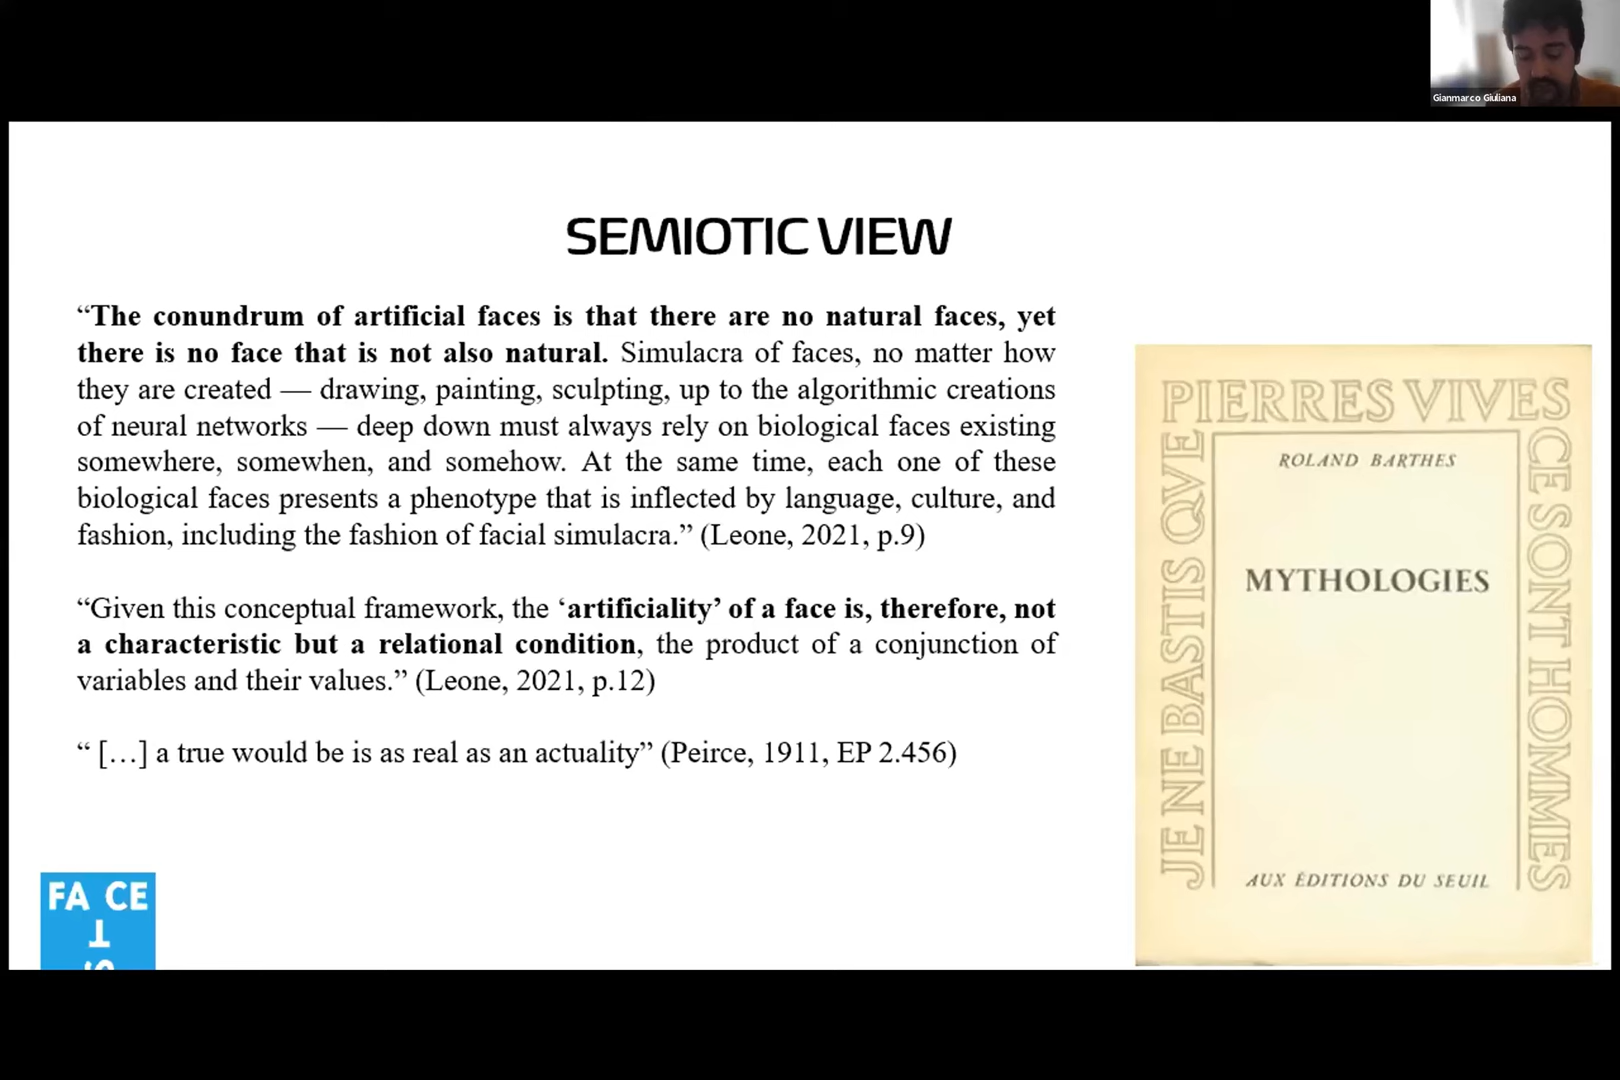 Gianmarco Giuliana
SEMIOTIC VIEW
“The conundrum of artificial faces is that there are no natural faces, yet
there is no face that is not also natural. Simulacra of faces, no matter how
they are created — drawing, painting, sculpting, up to the algorithmic creations
of neural networks — deep down must always rely on biological faces existing
somewhere, somewhen, and somehow. At the same time, each one of these
biological faces presents a phenotype that is inflected by language, culture, and
fashion, including the fashion of facial simulacra.” (Leone, 2021, p.9)
“Given this conceptual framework, the ‘artificiality’ of a face is, therefore, not
a characteristic but a relational condition, the product of a conjunction of
variables and their values.” (Leone, 2021, p.12)
“ […] a true would be is as real as an actuality” (Peirce, 1911, EP 2.456)
JE NE BASTIS QVE
PIERRES VIVES
CE SONT HOMMES
ROLAND BARTHES
MYTHOLOGIES
AUX ÉDITIONS DU SEUIL
FA CE
T
S